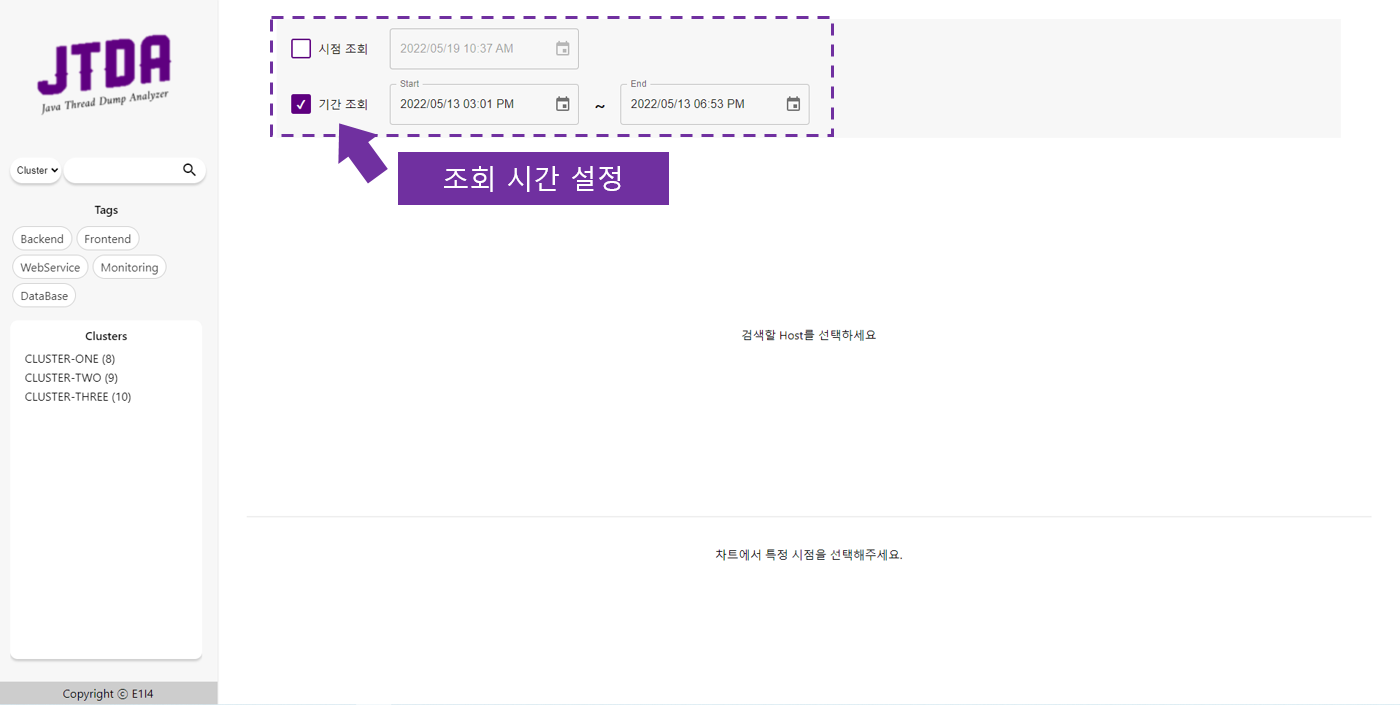 JTDA
Java Thread Dump Analyzer
Cluster
Tags
Backend
Frontend
WebService
Monitoring
DataBase
Clusters
CLUSTER-ONE (8)
CLUSTER-TWO (9)
CLUSTER-THREE (10)
Copyright ⓒ E1I4
시점 조회
2022/05/19 10:37 AM
기간 조회
Start
2022/05/13 03:01 PM
~
End
2022/05/13 06:53 PM
조회 시간 설정
검색할 Host를 선택하세요
차트에서 특정 시점을 선택해주세요.